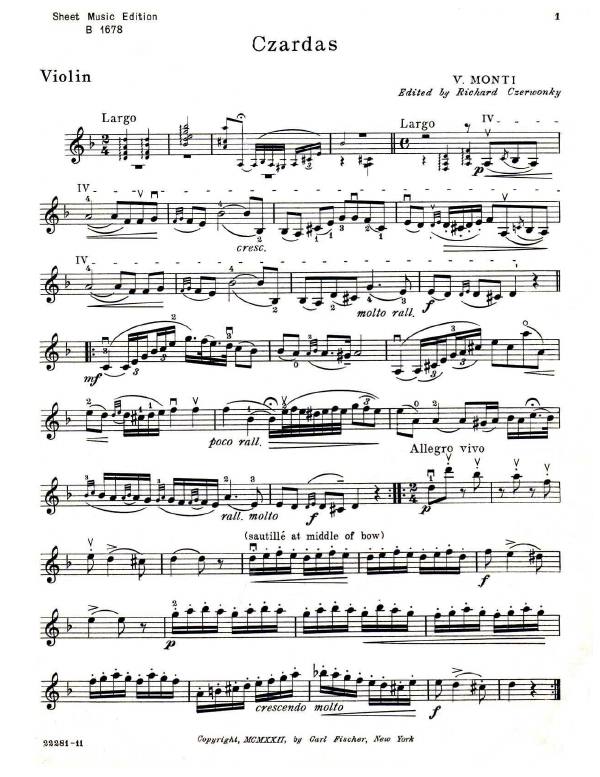 Sheet Music Edition
B 1678
1
Czardas
Violin
V. MONTI
Edited by Richard Czerwonky
Largo
Largo
IV
p
IV
cresc.
IV
molto rall.
f
mf
poco rall.
Allegro vivo
rall. molto
f
p
(sautillé at middle of bow)
p
f
p
crescendo molto
f
22281-11
Copyright, MCMXXII, by Carl Fischer, New York